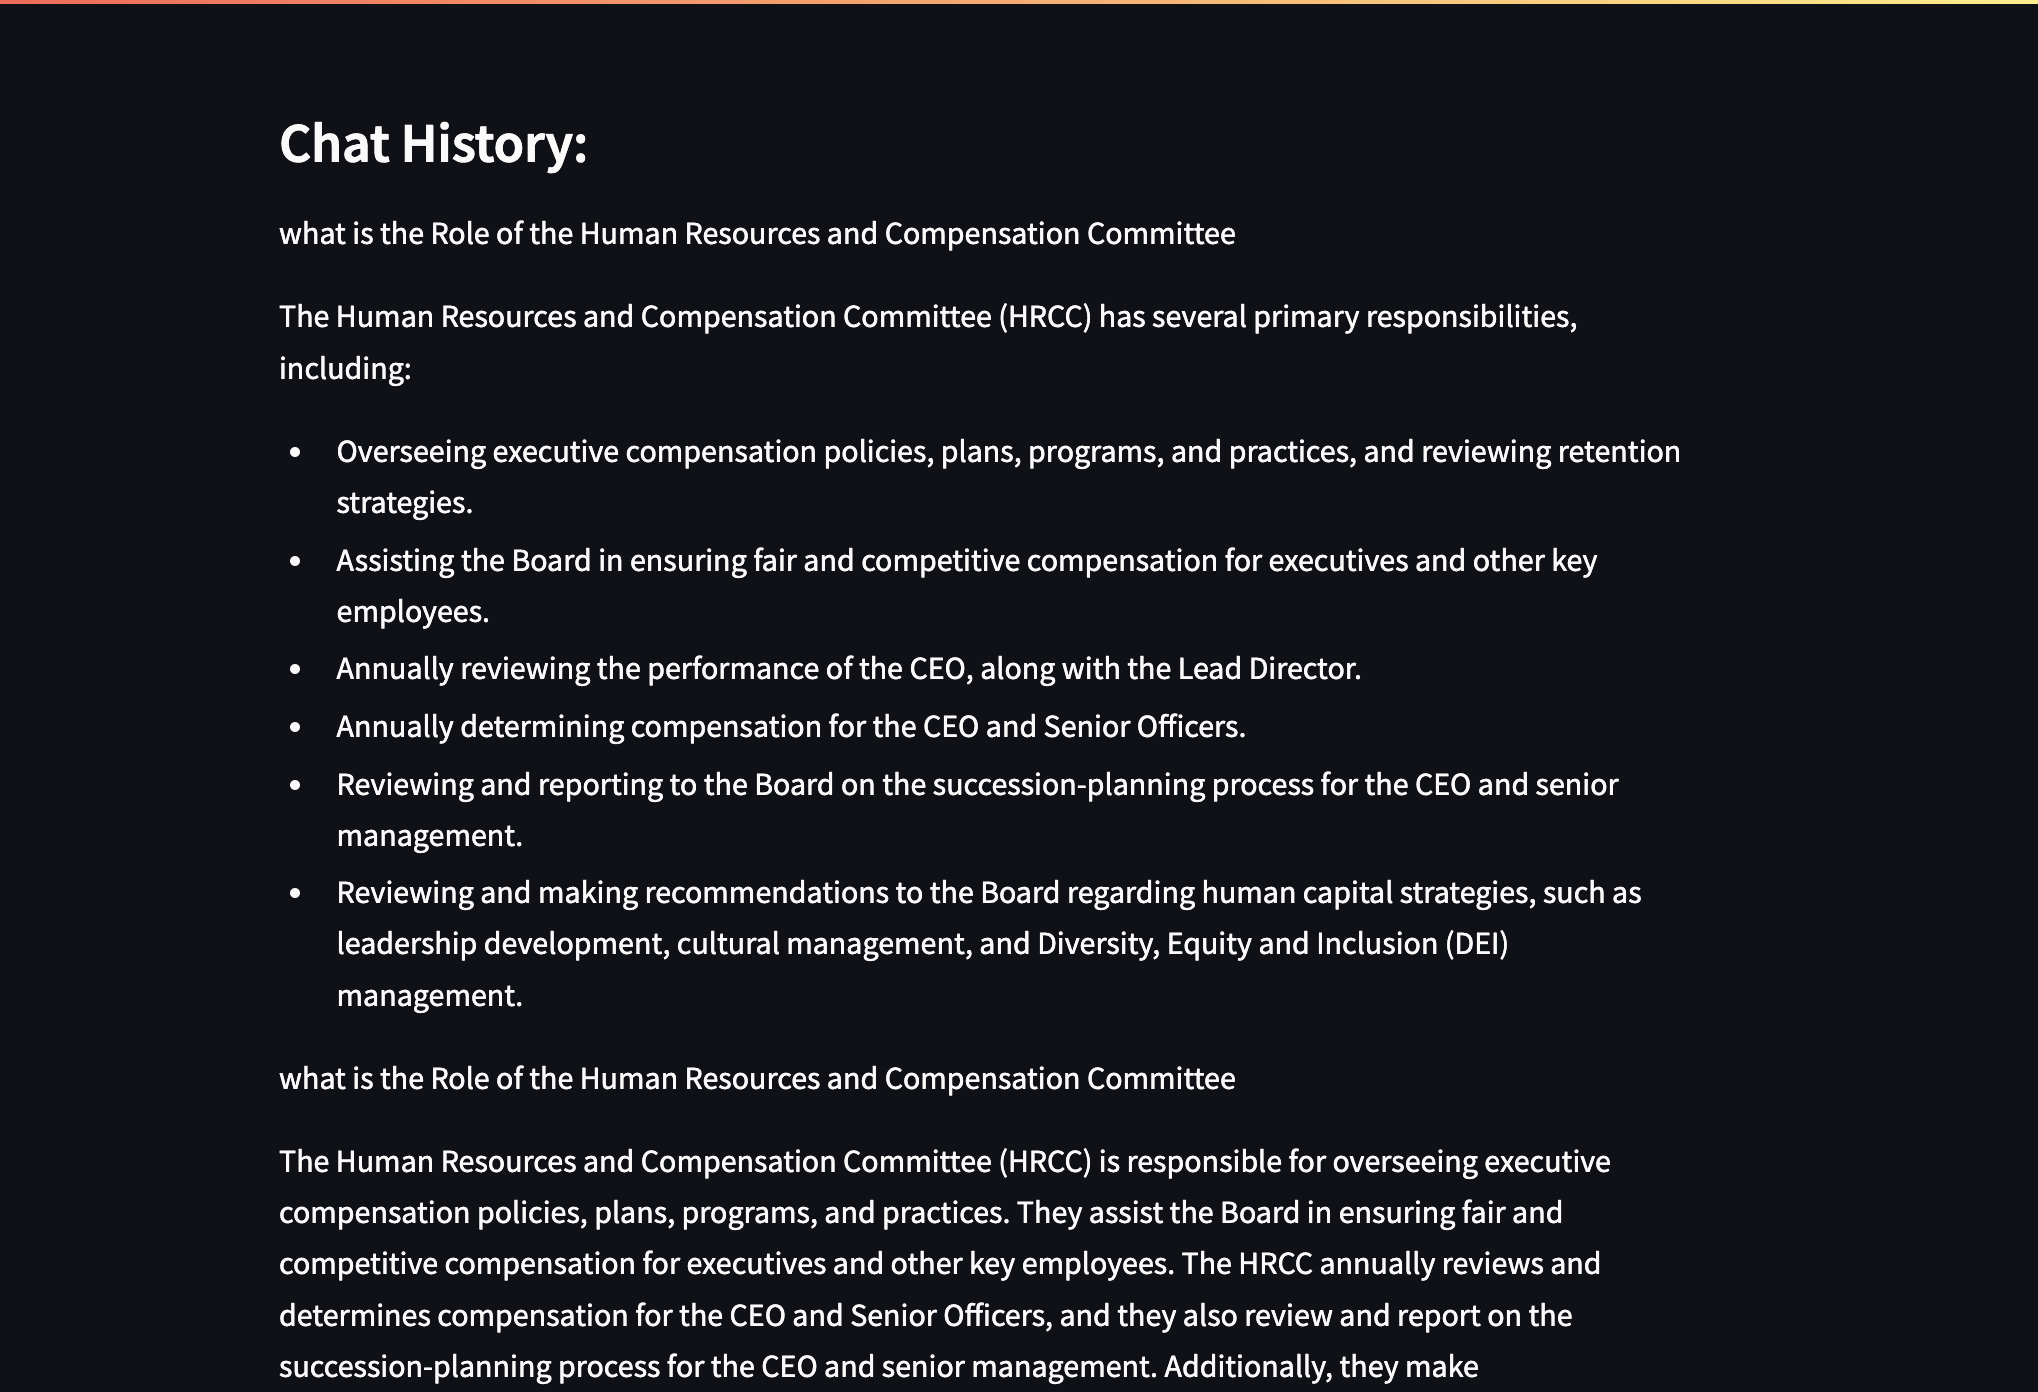 Chat History:
what is the Role of the Human Resources and Compensation Committee
The Human Resources and Compensation Committee (HRCC) has several primary responsibilities,
including:
• Overseeing executive compensation policies, plans, programs, and practices, and reviewing retention
strategies.
• Assisting the Board in ensuring fair and competitive compensation for executives and other key
employees.
• Annually reviewing the performance of the CEO, along with the Lead Director.
• Annually determining compensation for the CEO and Senior Officers.
• Reviewing and reporting to the Board on the succession-planning process for the CEO and senior
management.
• Reviewing and making recommendations to the Board regarding human capital strategies, such as
leadership development, cultural management, and Diversity, Equity and Inclusion (DEI)
management.
what is the Role of the Human Resources and Compensation Committee
The Human Resources and Compensation Committee (HRCC) is responsible for overseeing executive
compensation policies, plans, programs, and practices. They assist the Board in ensuring fair and
competitive compensation for executives and other key employees. The HRCC annually reviews and
determines compensation for the CEO and Senior Officers, and they also review and report on the
succession-planning process for the CEO and senior management. Additionally, they make